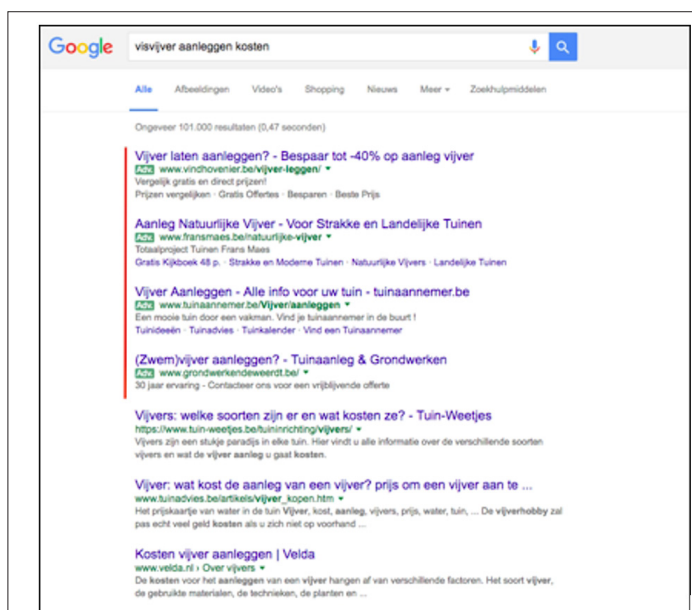 Google visvijver aanleggen kosten
Alle Afbeeldingen Video's Shopping Nieuws Meer Zoekhulpmiddelen
Ongeveer 101.000 resultaten (0,47 seconden)
Vijver laten aanleggen? - Bespaar tot -40% op aanleg vijver
Adv. www.vindhovenier.be/vijver-leggen/
Vergelijk gratis en direct prijzen!
Prijzen vergelijken · Gratis Offertes · Besparen · Beste Prijs
Aanleg Natuurlijke Vijver - Voor Strakke en Landelijke Tuinen
Adv. www.fransmaes.be/natuurlijke-vijver
Totaalproject Tuinen Frans Maes
Gratis Kijkboek 48 p. · Strakke en Moderne Tuinen · Natuurlijke Vijvers · Landelijke Tuinen
Vijver Aanleggen - Alle info voor uw tuin - tuinaannemer.be
Adv. www.tuinaannemer.be/Vijver/aanleggen
Een mooie tuin door een vakman. Vind je tuinaannemer in de buurt !
Tuinideeën · Tuinadvies · Tuinkalender · Vind een Tuinaannemer
(Zwem)vijver aanleggen? - Tuinaanleg & Grondwerken
Adv. www.grondwerkendeweerdt.be/
30 jaar ervaring - Contacteer ons voor een vrijblijvende offerte
Vijvers: welke soorten zijn er en wat kosten ze? - Tuin-Weetjes
https://www.tuin-weetjes.be/tuininrichting/vijvers/
Vijvers zijn een stukje paradijs in elke tuin. Hier vindt u alle informatie over de verschillende soorten
vijvers en wat de vijver aanleg u gaat kosten.
Vijver: wat kost de aanleg van een vijver? prijs om een vijver aan te ...
www.tuinadvies.be/artikels/vijver_kopen.htm
Het prijskaartje van water in de tuin Vijver, kost, aanleg, vijvers, prijs, water, tuin, ... De vijverhobby zal
pas echt veel geld kosten als u zich niet op voorhand ...
Kosten vijver aanleggen | Velda
www.velda.nl › Over vijvers
De kosten voor het aanleggen van een vijver hangen af van verschillende factoren. Het soort vijver,
de gebruikte materialen, de technieken, de planten en ...